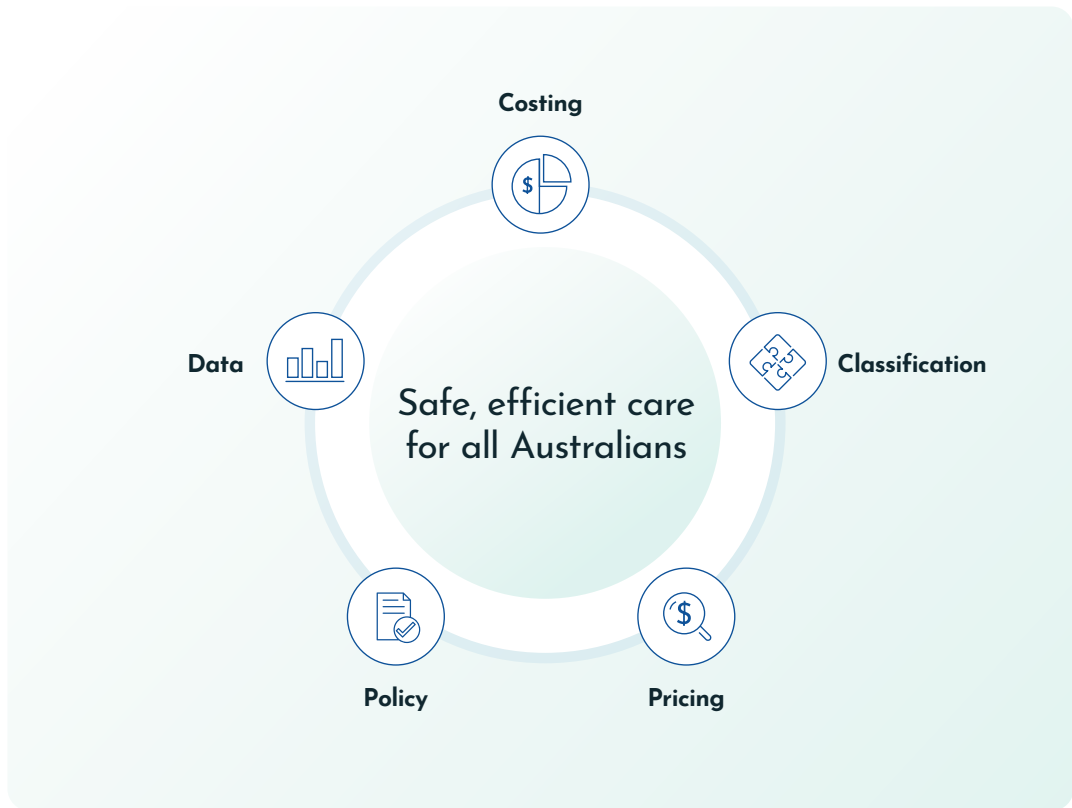 Costing
$
Data
Classification
Safe, efficient care
for all Australians
$
Policy
Pricing